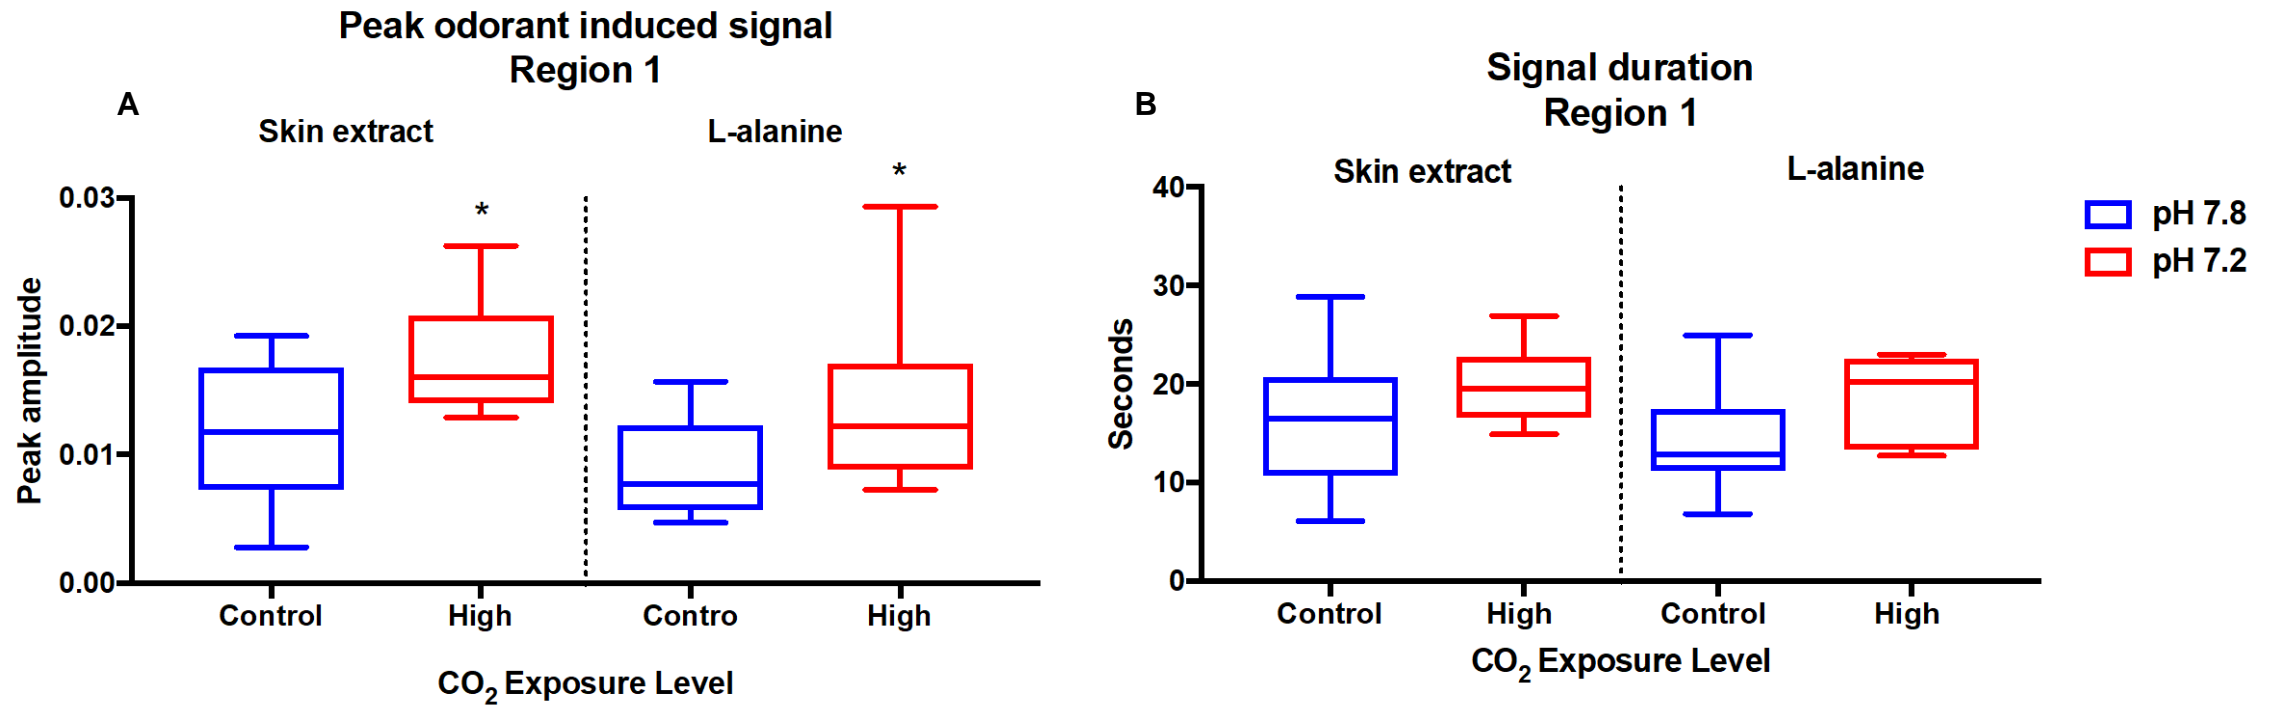 Peak odorant induced signal
Region 1
A
Skin extract
L-alanine
*
*
0.03
0.02
0.01
0.00
Peak amplitude
Control
High
Contro
High
CO2 Exposure Level
Signal duration
Region 1
B
Skin extract
L-alanine
40
30
20
10
0
Seconds
Control
High
Control
High
CO2 Exposure Level
pH 7.8
pH 7.2